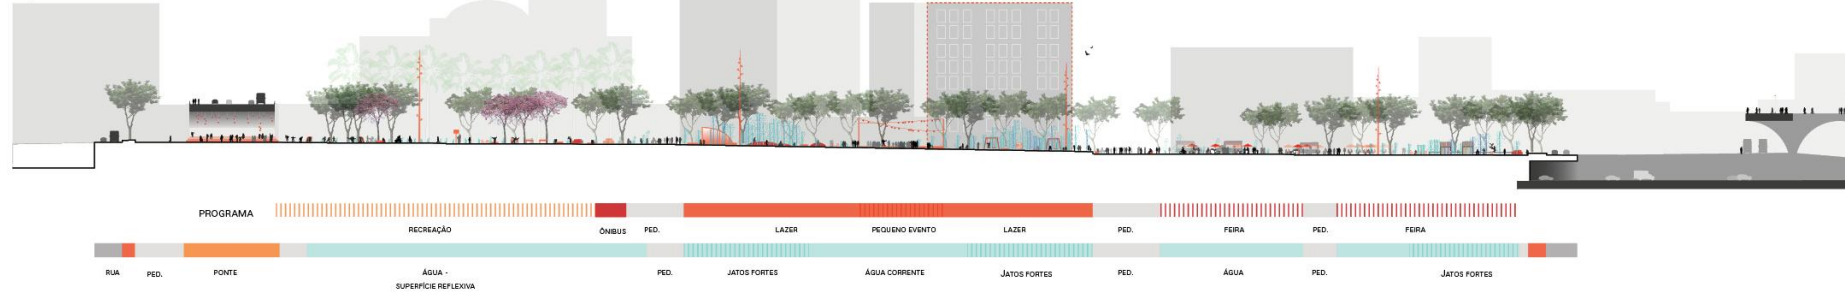 PROGRAMA
RECREAÇÃO
ÔNIBUS
PED.
LAZER
PEQUENO EVENTO
LAZER
PED.
FEIRA
PED.
FEIRA
RUA
PED.
PONTE
ÁGUA -
SUPERFÍCIE REFLEXIVA
PED.
JATOS FORTES
ÁGUA CORRENTE
JATOS FORTES
PED.
ÁGUA
PED.
JATOS FORTES